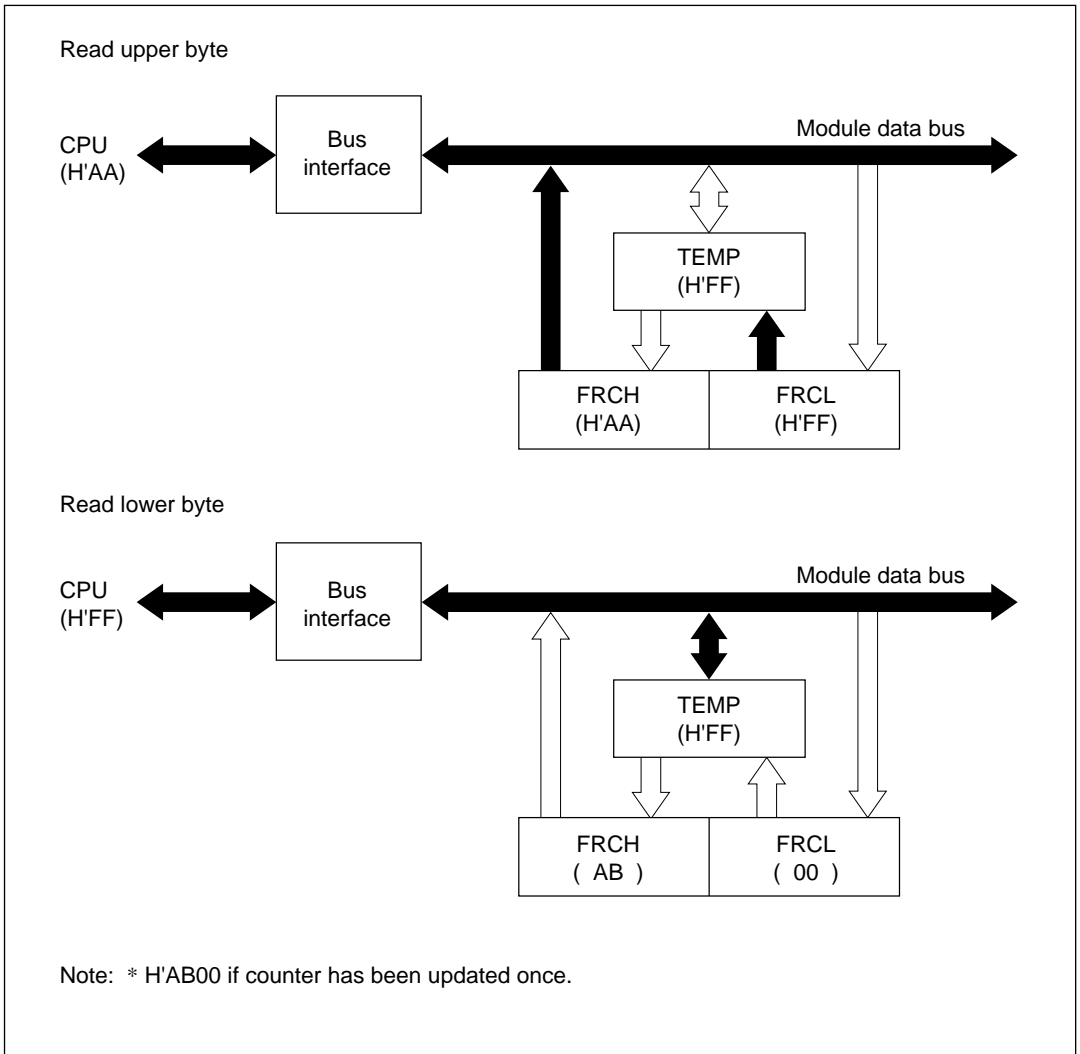 Read upper byte
CPU
(H'AA)
Bus
interface
Module data bus
TEMP
(H'FF)
FRCH
(H'AA)
FRCL
(H'FF)
Read lower byte
CPU
(H'FF)
Bus
interface
Module data bus
TEMP
(H'FF)
FRCH
( AB )
FRCL
( 00 )
Note: * H'AB00 if counter has been updated once.